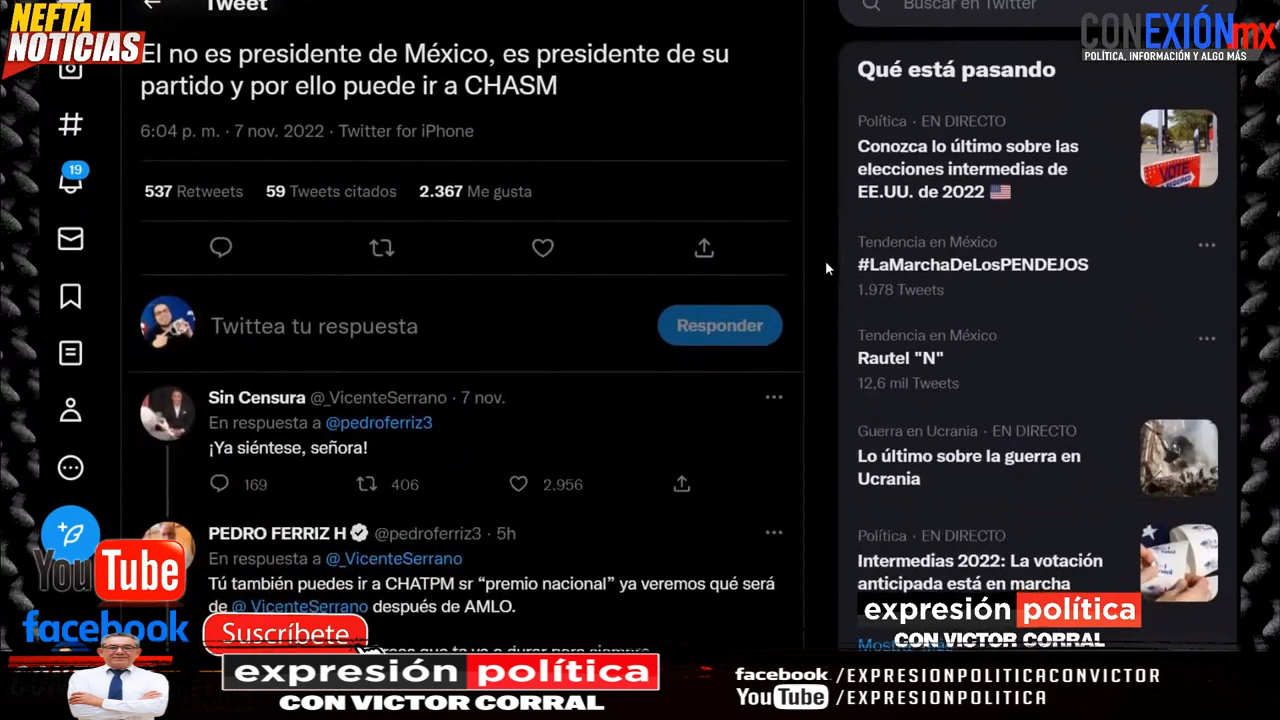 NEFTA
NOTICIAS
Tweet
El no es presidente de México, es presidente de su
partido y por ello puede ir a CHASM
6:04 p. m. · 7 nov. 2022 · Twitter for iPhone
537 Retweets 59 Tweets citados 2.367 Me gusta
Twittea tu respuesta
Responder
Sin Censura @_VicenteSerrano · 7 nov.
En respuesta a @pedroferriz3
¡Ya siéntese, señora!
169 406 2.956
PEDRO FERRIZ H @pedroferriz3 · 5h
En respuesta a @_VicenteSerrano
Tú también puedes ir a CHATPM sr “premio nacional” ya veremos qué será
de @_VicenteSerrano después de AMLO.
19
Buscar en Twitter
CONEXIÓNmx
POLÍTICA, INFORMACIÓN Y ALGO MÁS
Qué está pasando
Política · EN DIRECTO
Conozca lo último sobre las
elecciones intermedias de
EE.UU. de 2022
VOTE
Tendencia en México
#LaMarchaDeLosPENDEJOS
1.978 Tweets
Tendencia en México
Rautel "N"
12,6 mil Tweets
Guerra en Ucrania · EN DIRECTO
Lo último sobre la guerra en
Ucrania
Política · EN DIRECTO
Intermedias 2022: La votación
anticipada está en marcha
expresión política
CON VICTOR CORRAL
YouTube
facebook
Suscríbete
expresión política
CON VICTOR CORRAL
facebook /EXPRESIONPOLITICACONVICTOR
YouTube /EXPRESIONPOLITICA